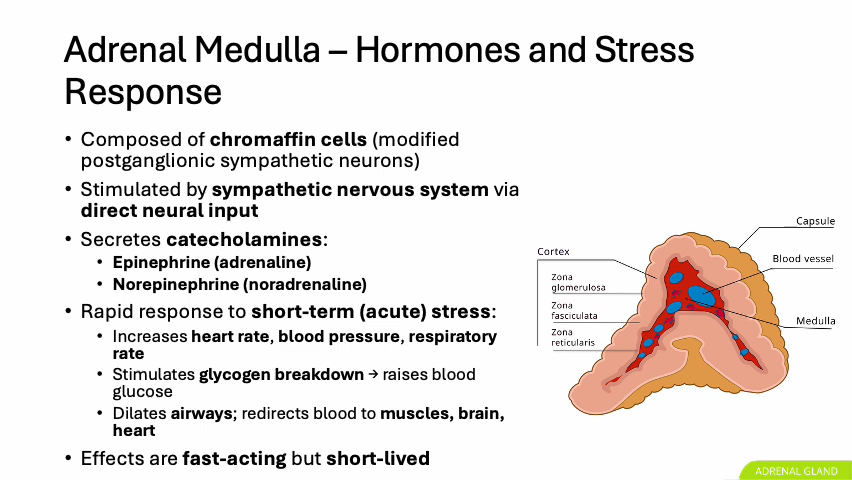 Adrenal Medulla – Hormones and Stress
Response
• Composed of chromaffin cells (modified
postganglionic sympathetic neurons)
• Stimulated by sympathetic nervous system via
direct neural input
• Secretes catecholamines:
• Epinephrine (adrenaline)
• Norepinephrine (noradrenaline)
• Rapid response to short-term (acute) stress:
• Increases heart rate, blood pressure, respiratory
rate
• Stimulates glycogen breakdown → raises blood
glucose
• Dilates airways; redirects blood to muscles, brain,
heart
• Effects are fast-acting but short-lived
Capsule
Cortex
Blood vessel
Zona
glomerulosa
Zona
fasciculata
Medulla
Zona
reticularis
ADRENAL GLAND